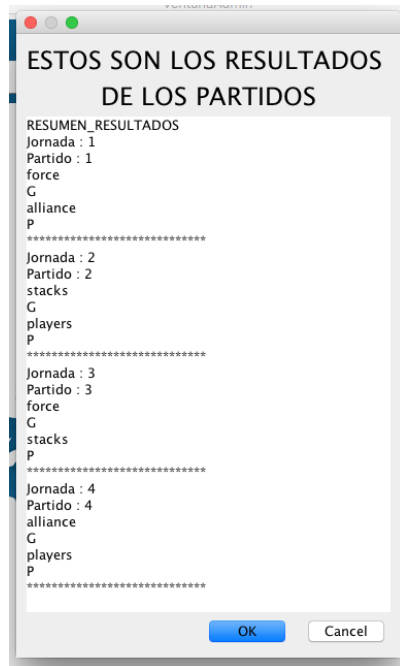 VentanaAdmin
ESTOS SON LOS RESULTADOS
DE LOS PARTIDOS
RESUMEN_RESULTADOS
Jornada : 1
Partido : 1
force
G
alliance
P
*****************************
Jornada : 2
Partido : 2
stacks
G
players
P
*****************************
Jornada : 3
Partido : 3
force
G
stacks
P
*****************************
Jornada : 4
Partido : 4
alliance
G
players
P
*****************************
OK
Cancel